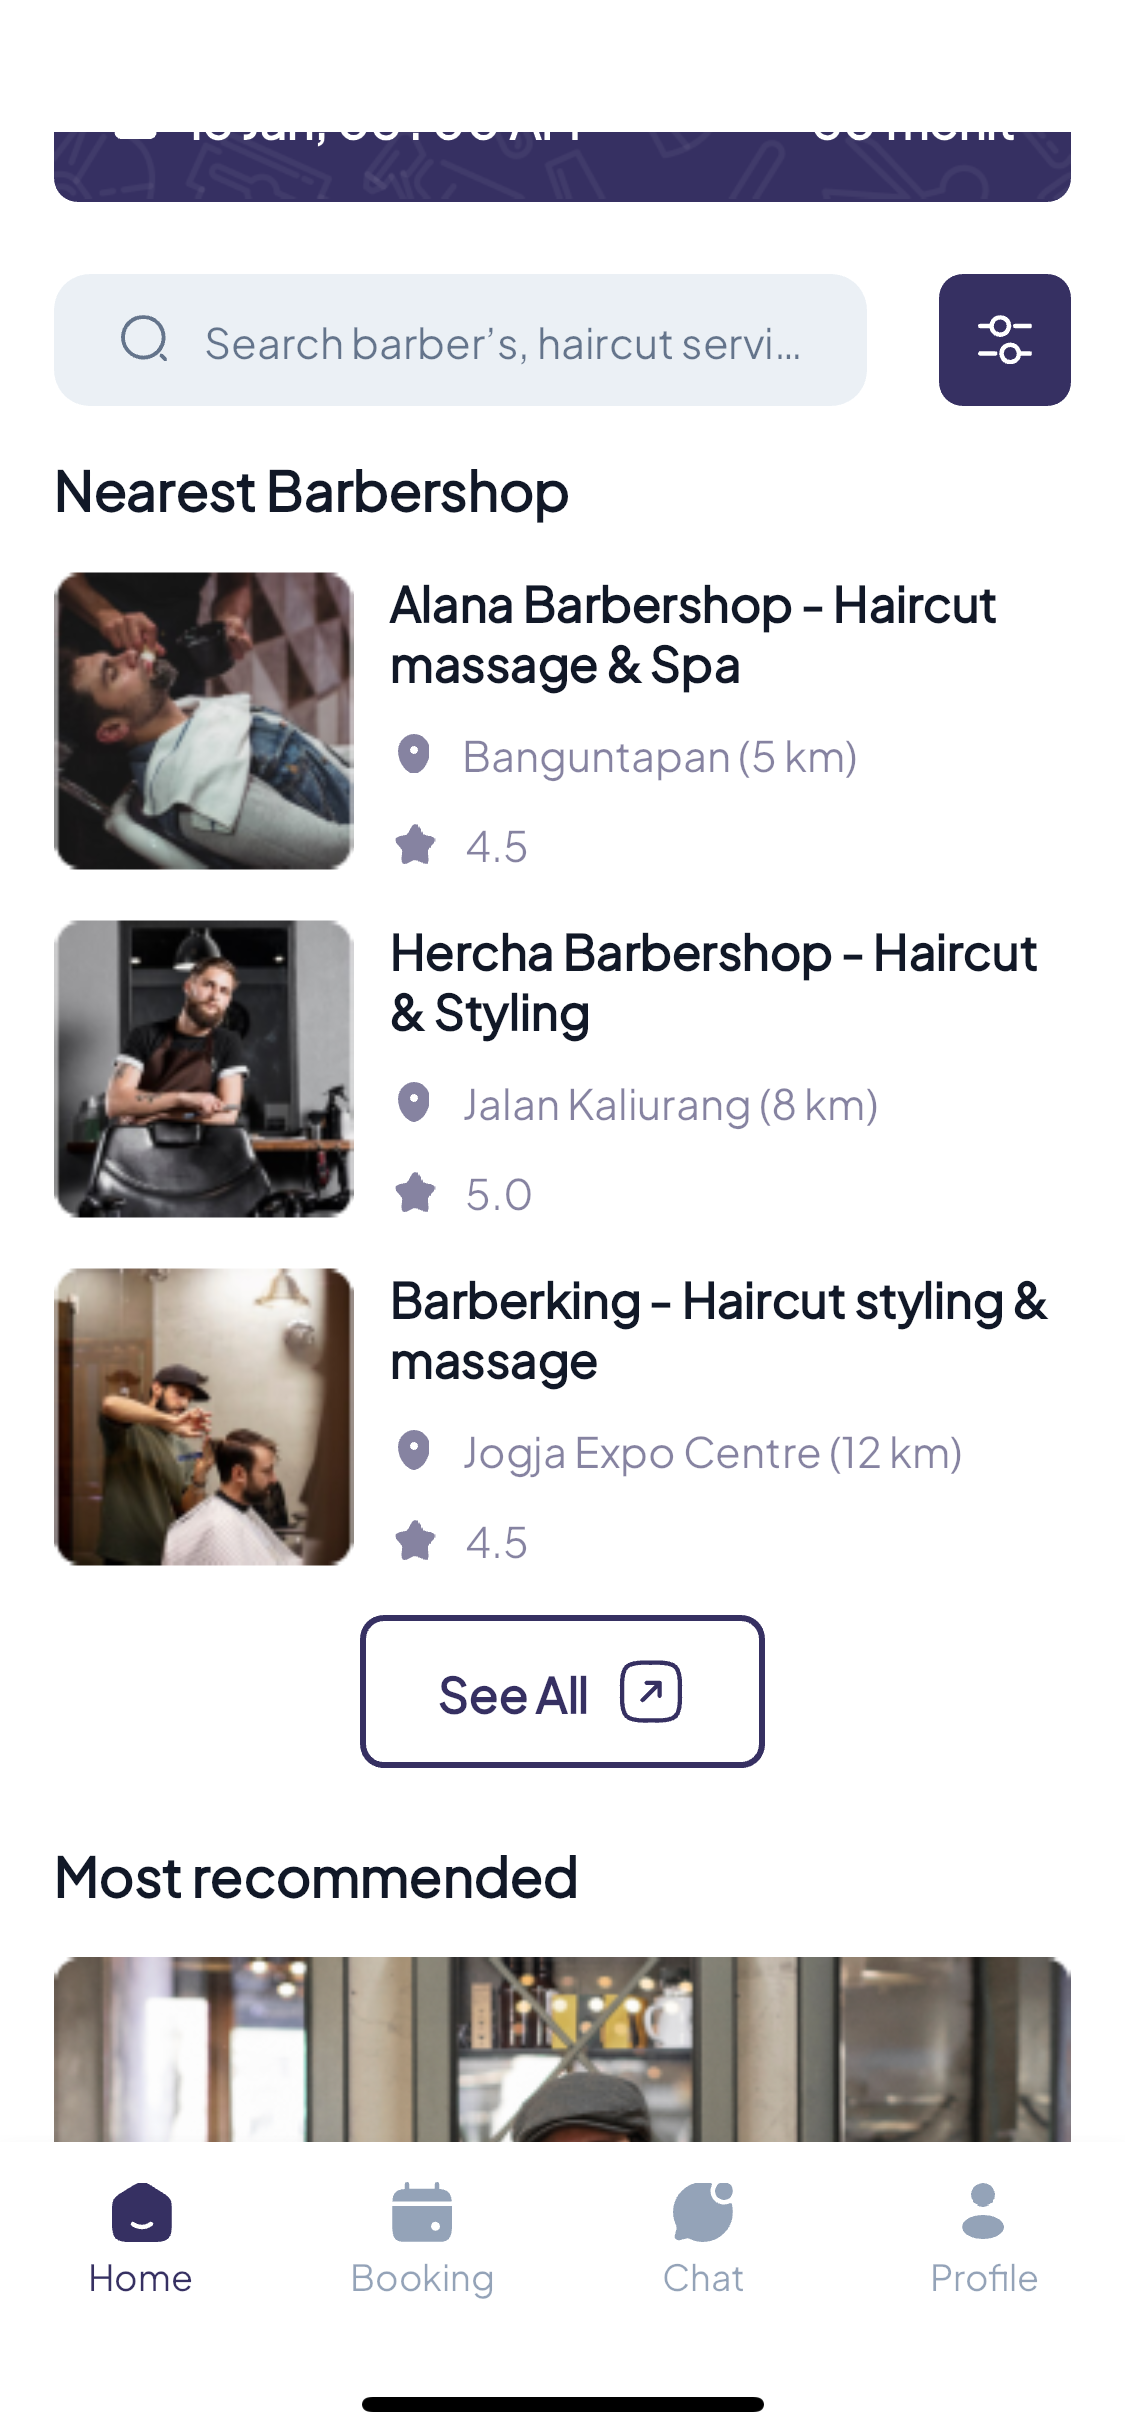 Search barber’s, haircut servi...
Nearest Barbershop
Alana Barbershop - Haircut
massage & Spa
Banguntapan (5 km)
4.5
Hercha Barbershop - Haircut
& Styling
Jalan Kaliurang (8 km)
5.0
Barberking - Haircut styling &
massage
Jogja Expo Centre (12 km)
4.5
See All
Most recommended
Home
Booking
Chat
Profile